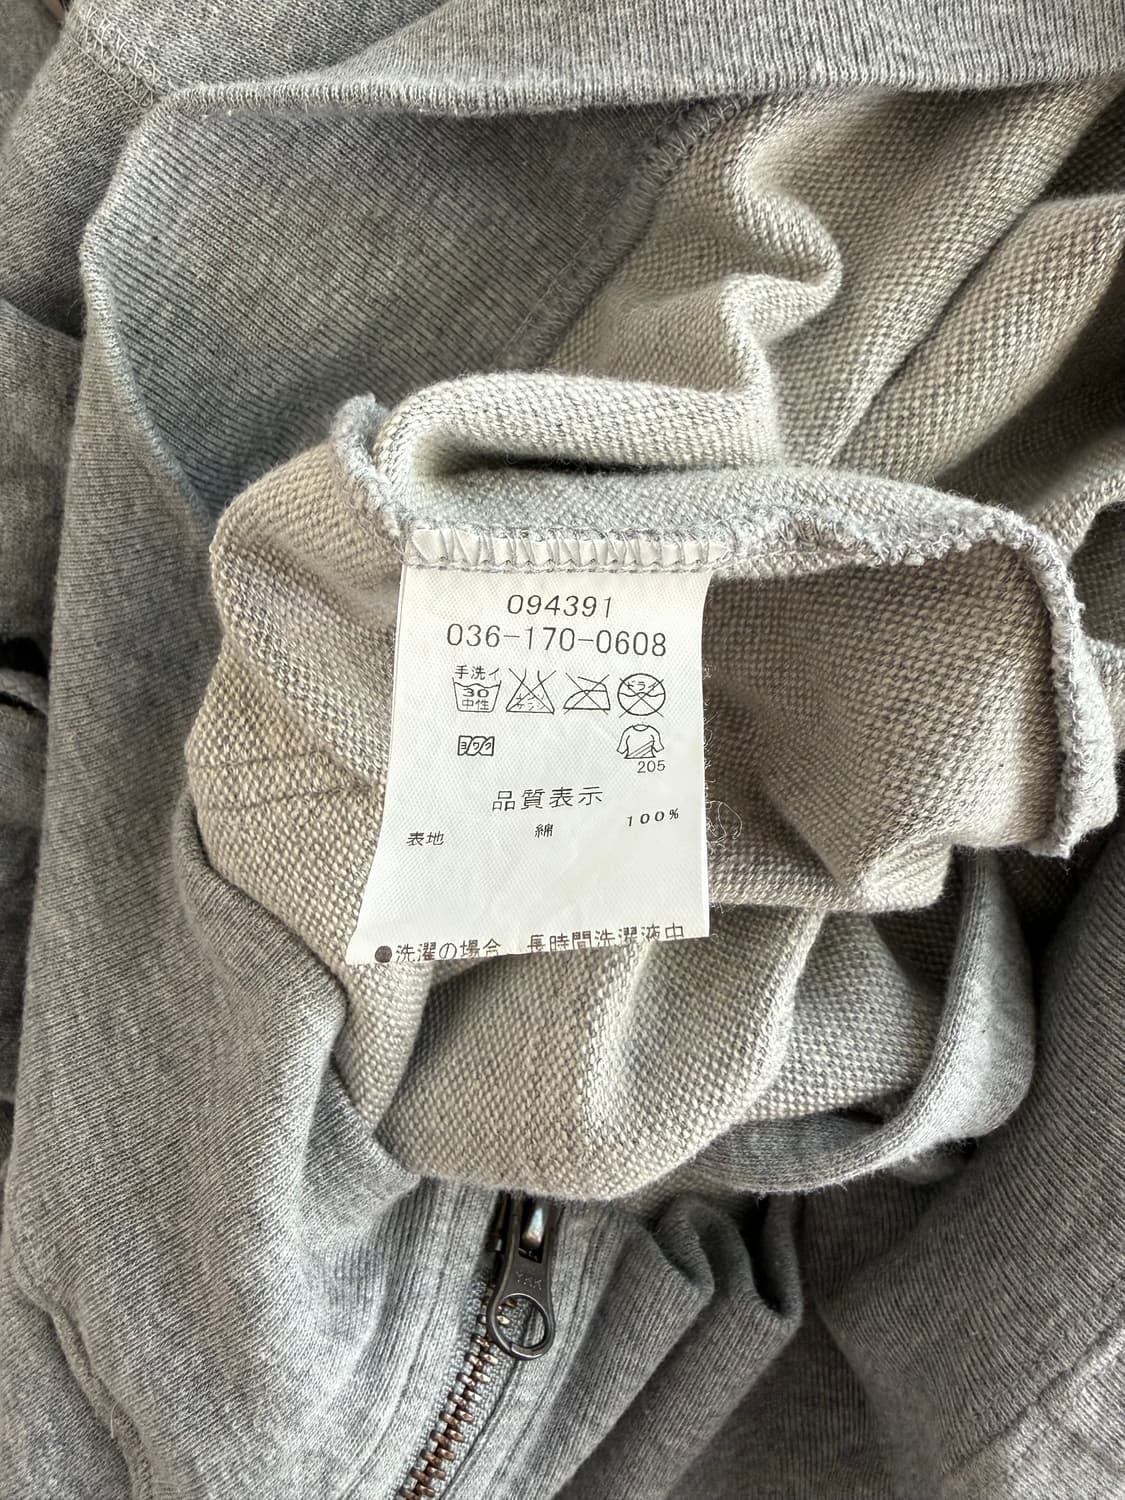 094391
036-170-0608
手洗イ
30
中性
ドライ
205
品質表示
表地 綿 100%
●洗濯の場合、長時間洗濯液中
YKK